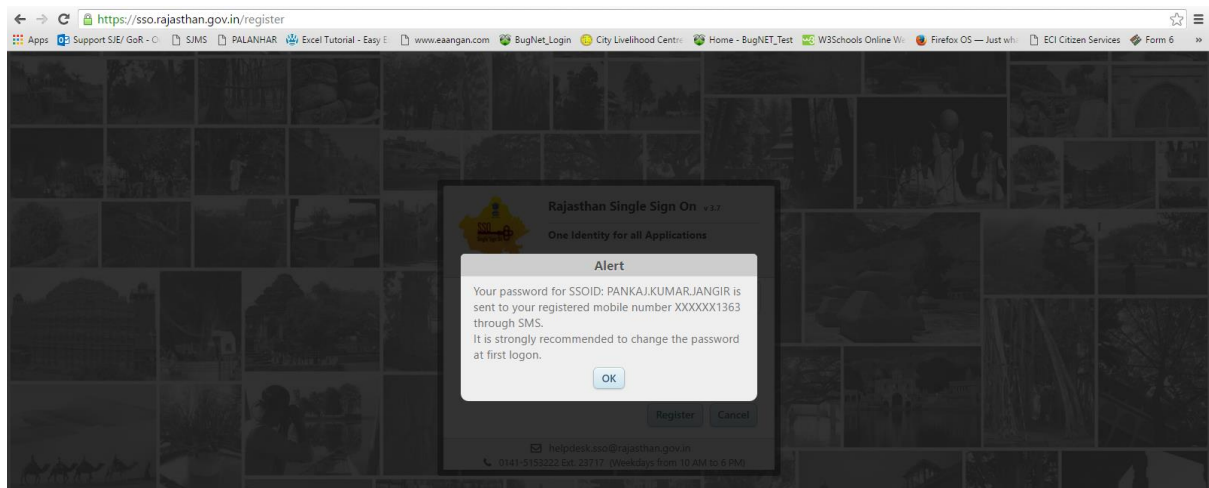 https://sso.rajasthan.gov.in/register
Apps Support SJE/ GoR - O SJMS PALANHAR Excel Tutorial - Easy E www.eaangan.com BugNet_Login City Livelihood Centre Home - BugNET_Test W3Schools Online We Firefox OS — Just wha ECI Citizen Services Form 6 »
Rajasthan Single Sign On v 3.7
SSO
One Identity for all Applications
Alert
Your password for SSOID: PANKAJ.KUMAR.JANGIR is
sent to your registered mobile number XXXXXX1363
through SMS.
It is strongly recommended to change the password
at first logon.
OK
Register Cancel
helpdesk.sso@rajasthan.gov.in
0141-5153222 Ext: 23717 (Weekdays from 10 AM to 6 PM)